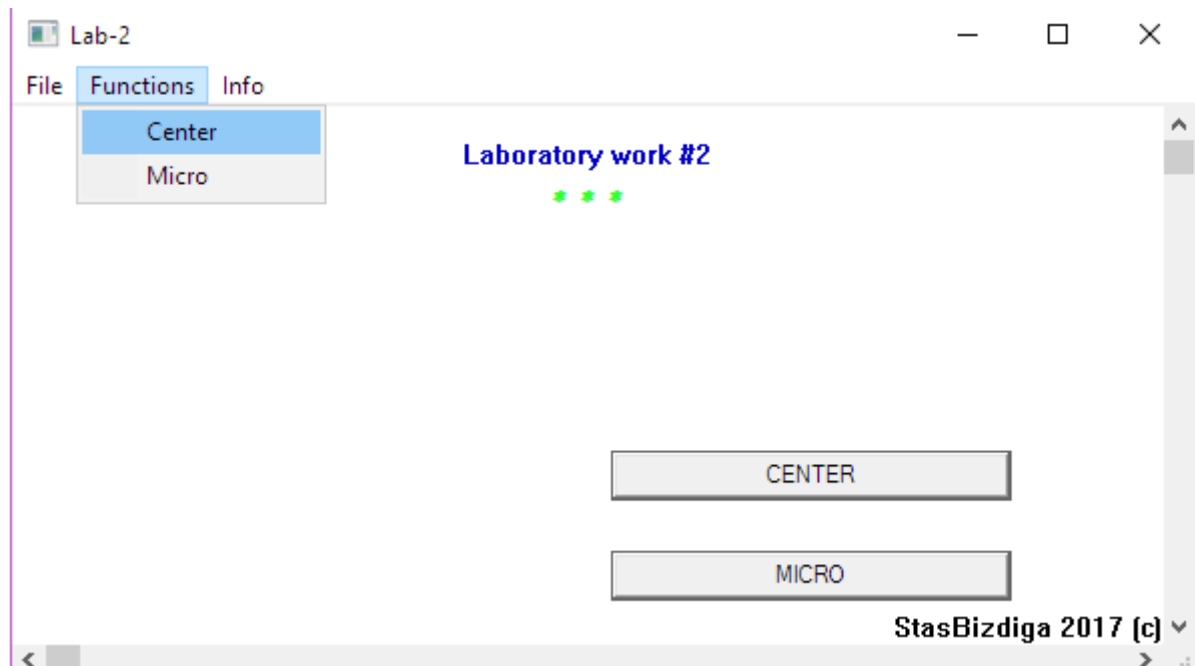 Lab-2
File Functions Info
Center
Micro
Laboratory work #2
* * *
CENTER
MICRO
StasBizdiga 2017 (c)